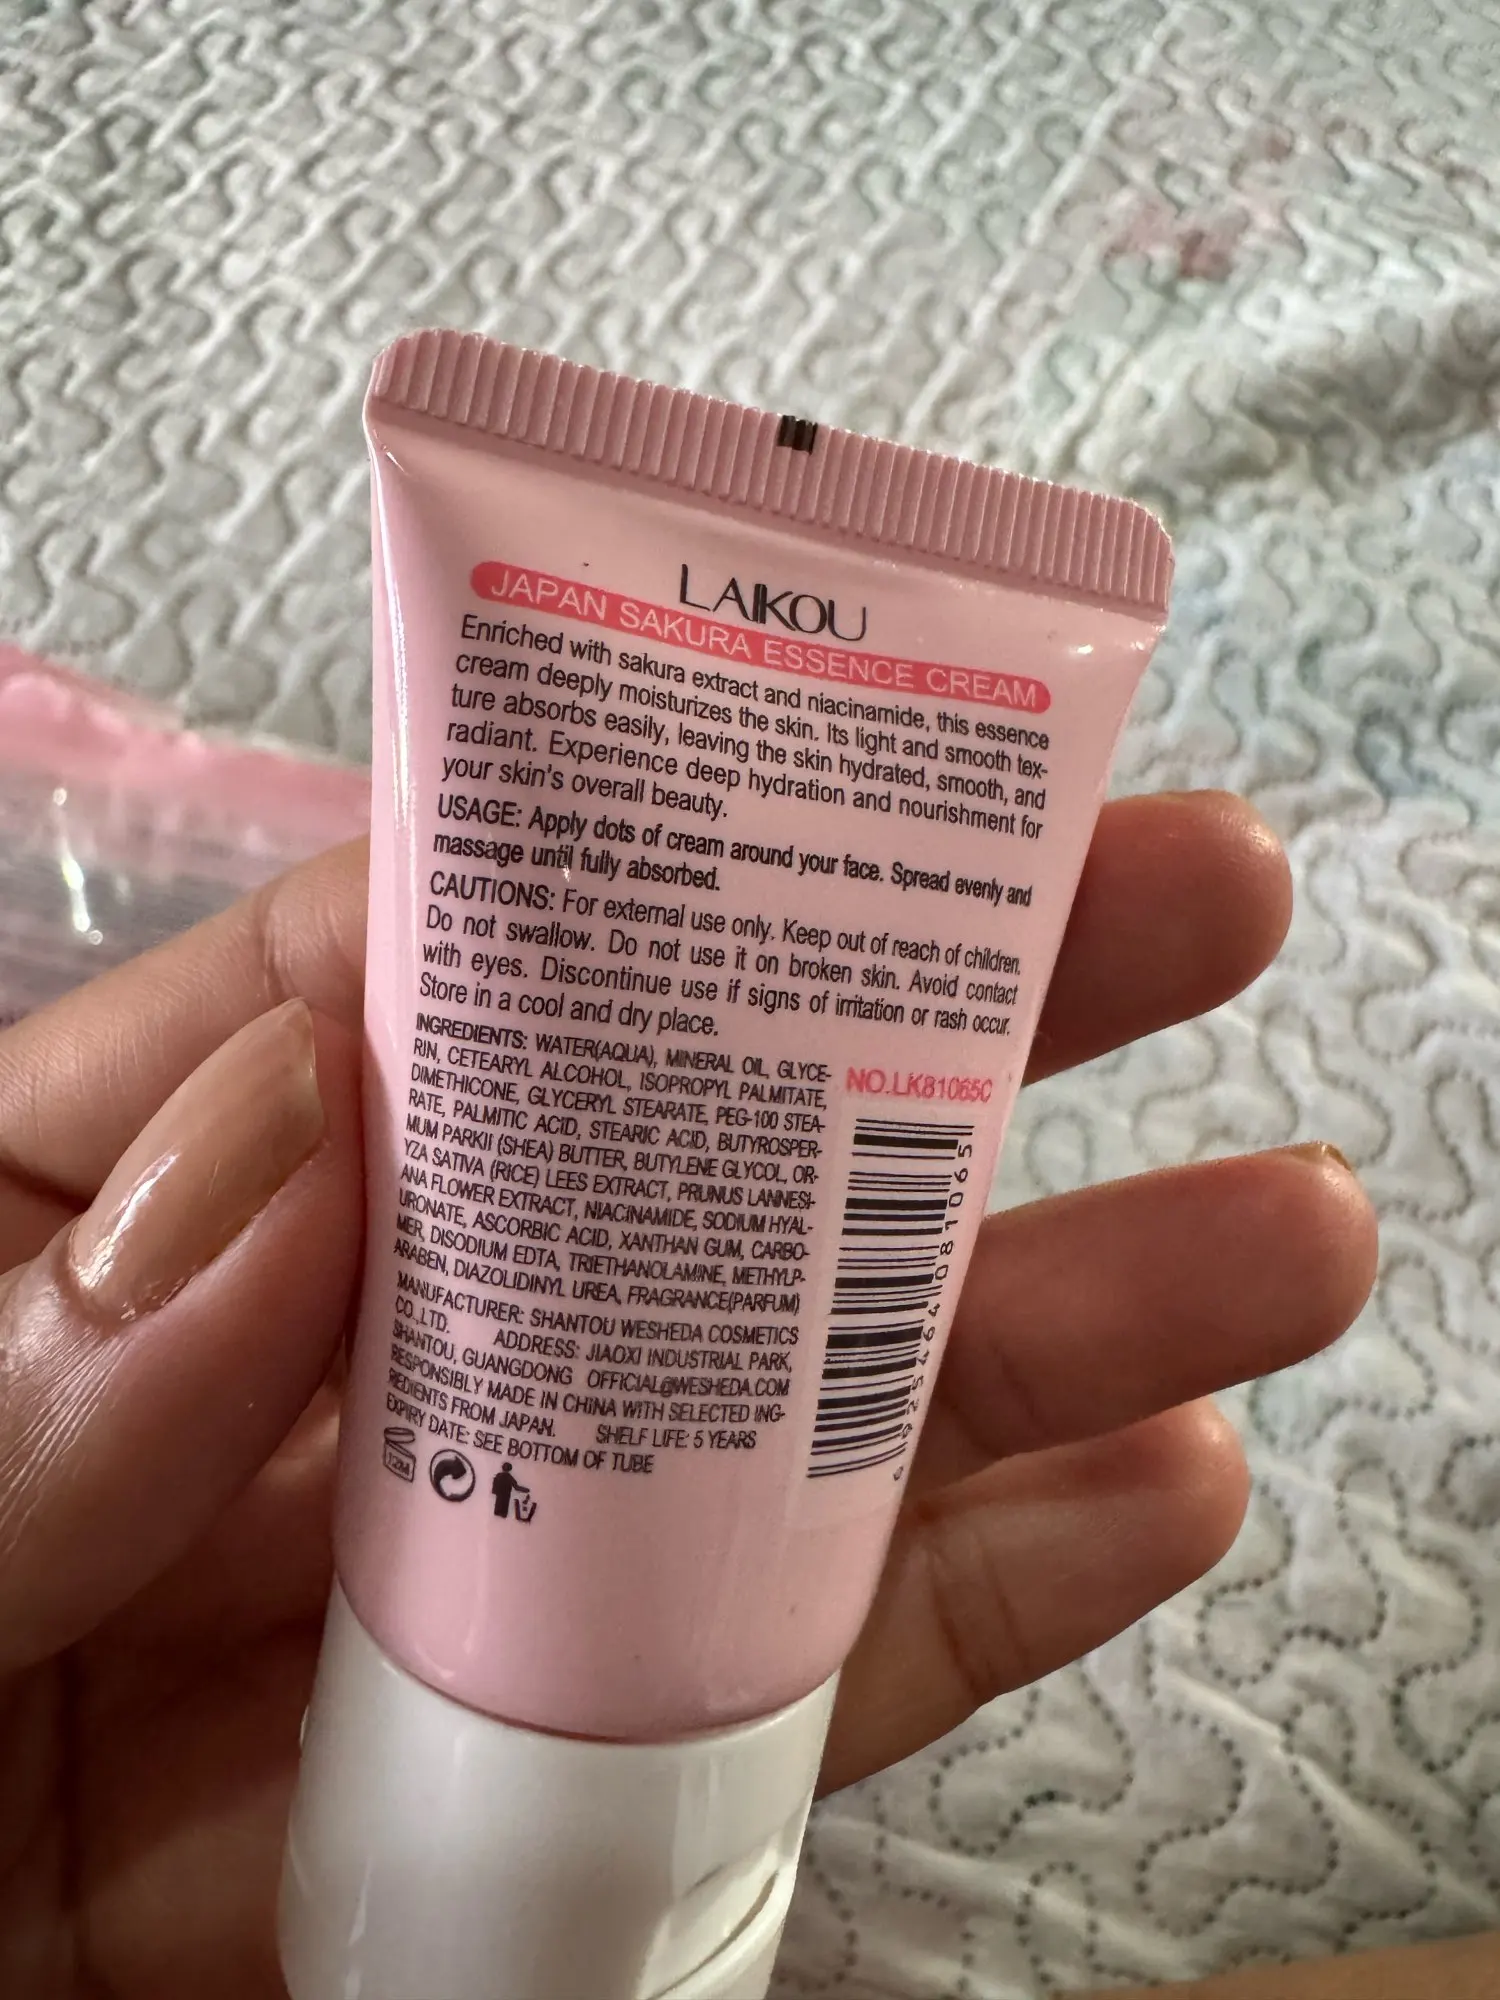 LAIKOU
JAPAN SAKURA ESSENCE CREAM
Enriched with sakura extract and niacinamide, this essence
cream deeply moisturizes the skin. Its light and smooth tex-
ture absorbs easily, leaving the skin hydrated, smooth, and
radiant. Experience deep hydration and nourishment for
your skin's overall beauty.
USAGE: Apply dots of cream around your face. Spread evenly and
massage until fully absorbed.
CAUTIONS: For external use only. Keep out of reach of children.
Do not swallow. Do not use it on broken skin. Avoid contact
with eyes. Discontinue use if signs of irritation or rash occur.
Store in a cool and dry place.
INGREDIENTS: WATER(AQUA), MINERAL OIL, GLYCE-
RIN, CETEARYL ALCOHOL, ISOPROPYL PALMITATE,
DIMETHICONE, GLYCERYL STEARATE, PEG-100 STEA-
RATE, PALMITIC ACID, STEARIC ACID, BUTYROSPER-
MUM PARKII (SHEA) BUTTER, BUTYLENE GLYCOL, OR-
YZA SATIVA (RICE) LEES EXTRACT, PRUNUS LANNESI-
ANA FLOWER EXTRACT, NIACINAMIDE, SODIUM HYAL-
URONATE, ASCORBIC ACID, XANTHAN GUM, CARBO-
MER, DISODIUM EDTA, TRIETHANOLAMINE, METHYLP-
ARABEN, DIAZOLIDINYL UREA, FRAGRANCE(PARFUM)
MANUFACTURER: SHANTOU WESHEDA COSMETICS
CO.,LTD. ADDRESS: JIAOXI INDUSTRIAL PARK,
SHANTOU, GUANGDONG OFFICIAL@WESHEDA.COM
RESPONSIBLY MADE IN CHINA WITH SELECTED ING-
REDIENTS FROM JAPAN. SHELF LIFE: 5 YEARS
EXPIRY DATE: SEE BOTTOM OF TUBE
12M
NO.LK81065C
6 925464 081065